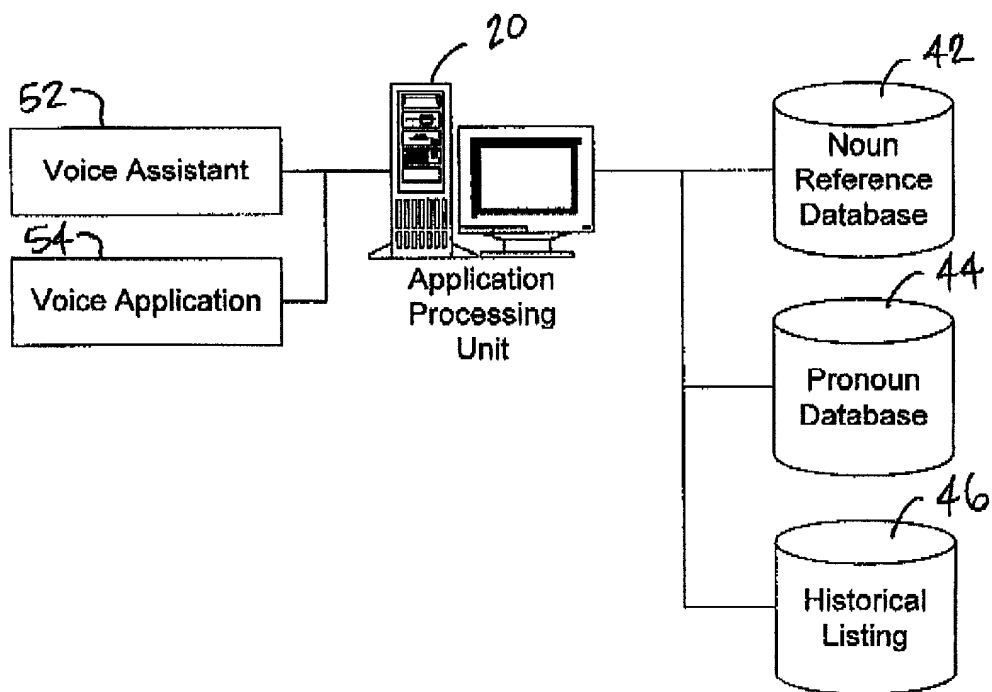 20
52
Voice Assistant
54
Voice Application
Application
Processing
Unit
42
Noun
Reference
Database
44
Pronoun
Database
46
Historical
Listing